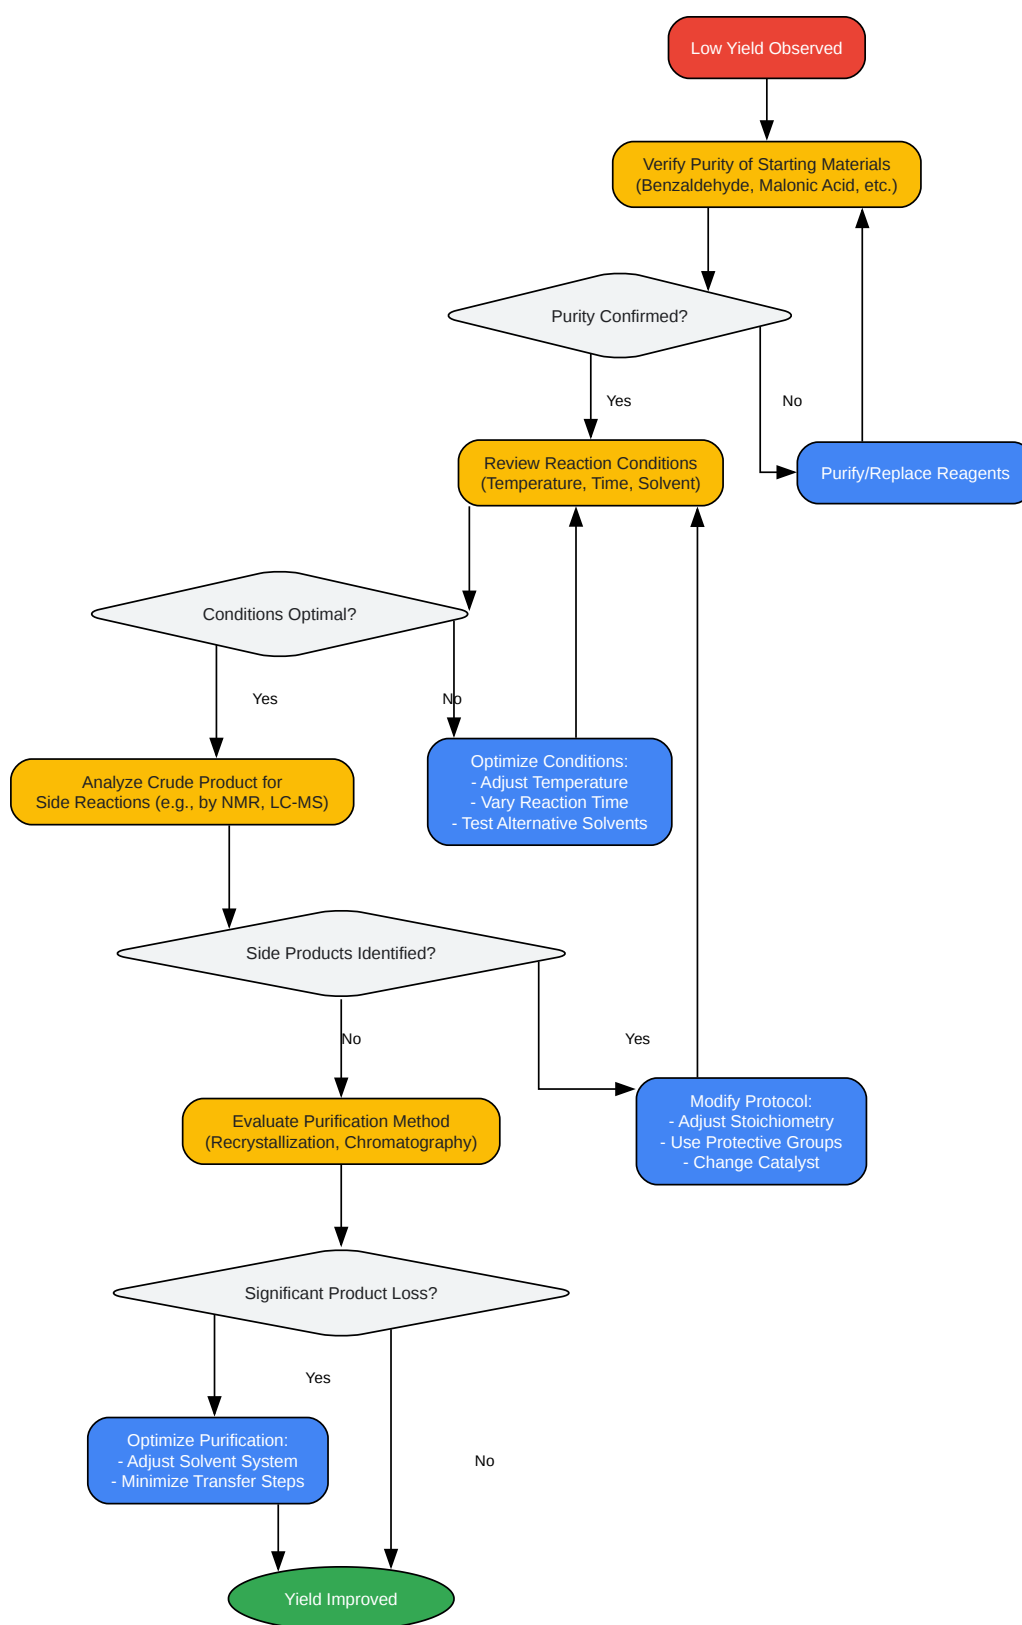 Low Yield Observed
Verify Purity of Starting Materials
(Benzaldehyde, Malonic Acid, etc.)
Purity Confirmed?
Yes
No
Review Reaction Conditions
(Temperature, Time, Solvent)
Purify/Replace Reagents
Conditions Optimal?
Yes
No
Analyze Crude Product for
Side Reactions (e.g., by NMR, LC-MS)
Optimize Conditions:
- Adjust Temperature
- Vary Reaction Time
- Test Alternative Solvents
Side Products Identified?
No
Yes
Evaluate Purification Method
(Recrystallization, Chromatography)
Modify Protocol:
- Adjust Stoichiometry
- Use Protective Groups
- Change Catalyst
Significant Product Loss?
Yes
No
Optimize Purification:
- Adjust Solvent System
- Minimize Transfer Steps
Yield Improved